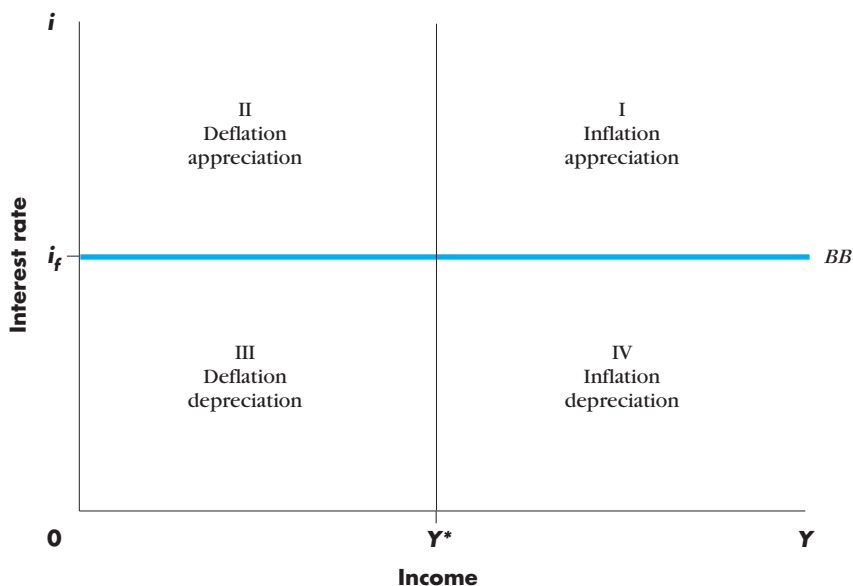 i
II
Deflation
appreciation
I
Inflation
appreciation
Interest rate
i_f
BB
III
Deflation
depreciation
IV
Inflation
depreciation
0
Y*
Y
Income